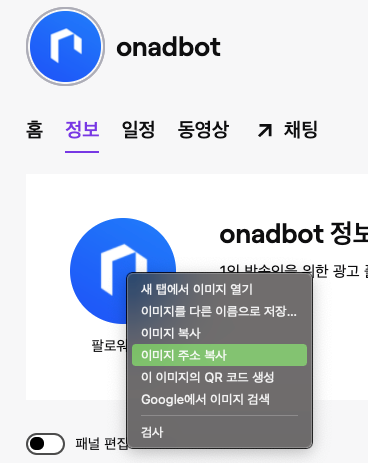 onadbot
홈 정보 일정 동영상 채팅
onadbot 정보
1인 방송인을 위한 광고
팔로워
새 탭에서 이미지 열기
이미지를 다른 이름으로 저장...
이미지 복사
이미지 주소 복사
이 이미지의 QR 코드 생성
Google에서 이미지 검색
검사
패널 편집